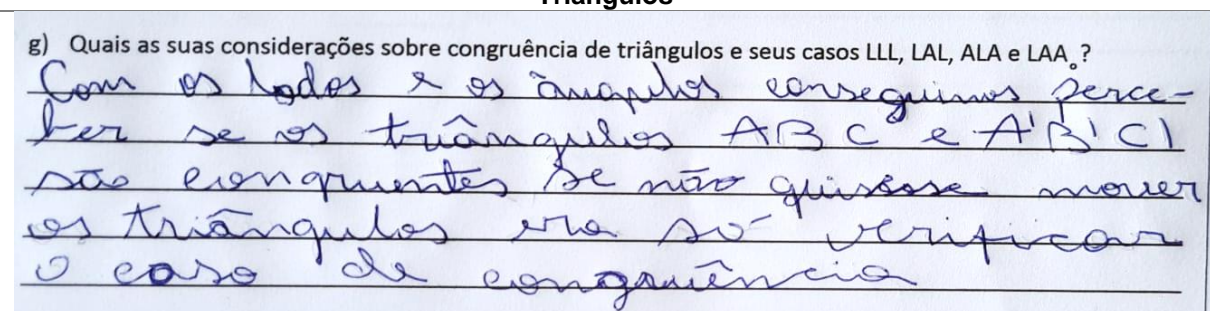 Triângulos
g) Quais as suas considerações sobre congruência de triângulos e seus casos LLL, LAL, ALA e LAA₀?
Com os lados e os ângulos conseguimos perce-
ber se os triângulos ABC e A'B'C'
são congruentes se não quisesse mover
os triângulos era só verificar
o caso de congruência